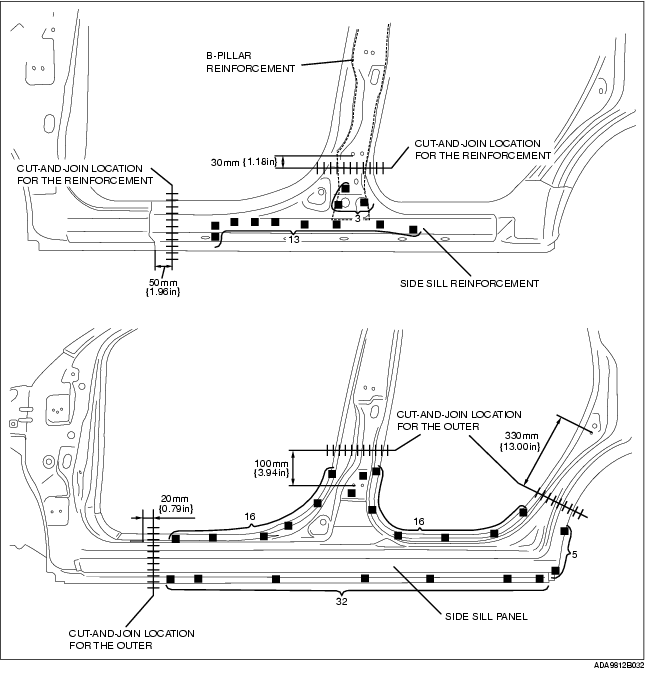 B-PILLAR
REINFORCEMENT
30mm {1.18in}
CUT-AND-JOIN LOCATION
FOR THE REINFORCEMENT
CUT-AND-JOIN LOCATION
FOR THE REINFORCEMENT
3
13
50mm
{1.96in}
SIDE SILL REINFORCEMENT
CUT-AND-JOIN LOCATION
FOR THE OUTER
330mm
{13.00in}
100mm
{3.94in}
20mm
{0.79in}
16
16
5
32
SIDE SILL PANEL
CUT-AND-JOIN LOCATION
FOR THE OUTER
ADA9812B032